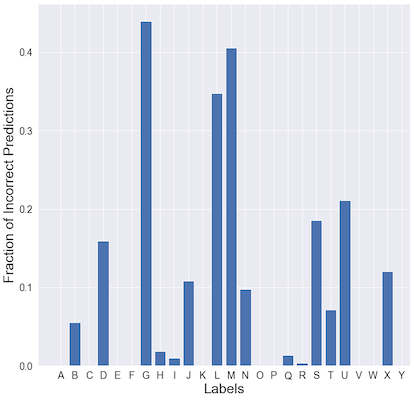 Fraction of Incorrect Predictions
0.4
0.3
0.2
0.1
0.0
A B C D E F G H I J K L M N O P Q R S T U V W X Y
Labels